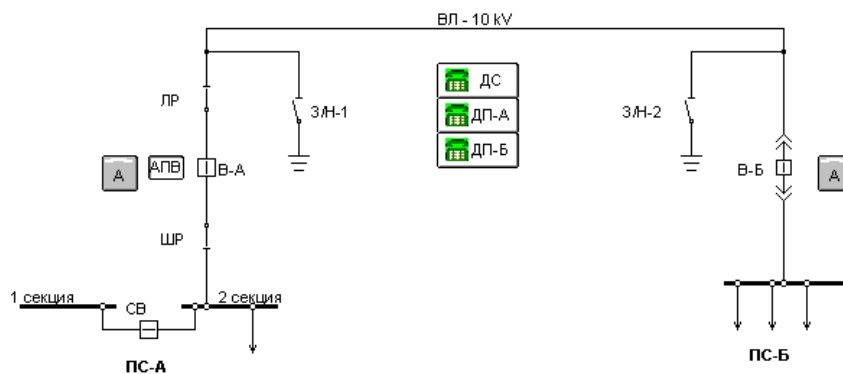 ВЛ - 10 kV
ДС
ДП-А
ДП-Б
ЛР
З/Н-1
З/Н-2
А
АПВ
В-А
В-Б
А
ШР
1 секция
СВ
2 секция
ПС-А
ПС-Б